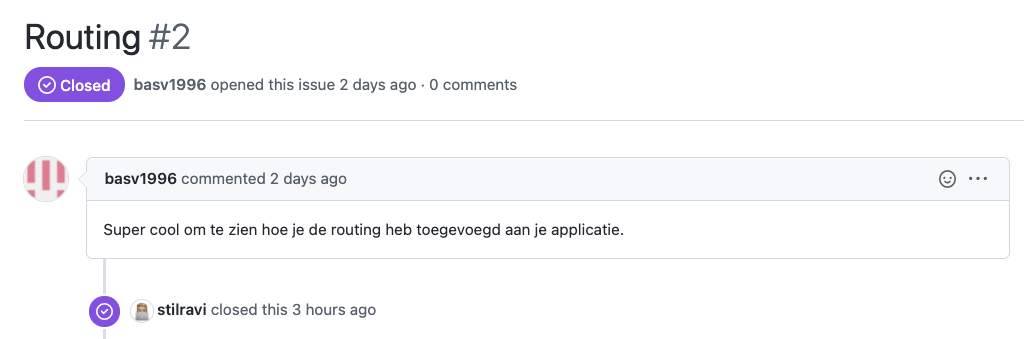 Routing #2
Closed basv1996 opened this issue 2 days ago · 0 comments
basv1996 commented 2 days ago
Super cool om te zien hoe je de routing heb toegevoegd aan je applicatie.
stilravi closed this 3 hours ago